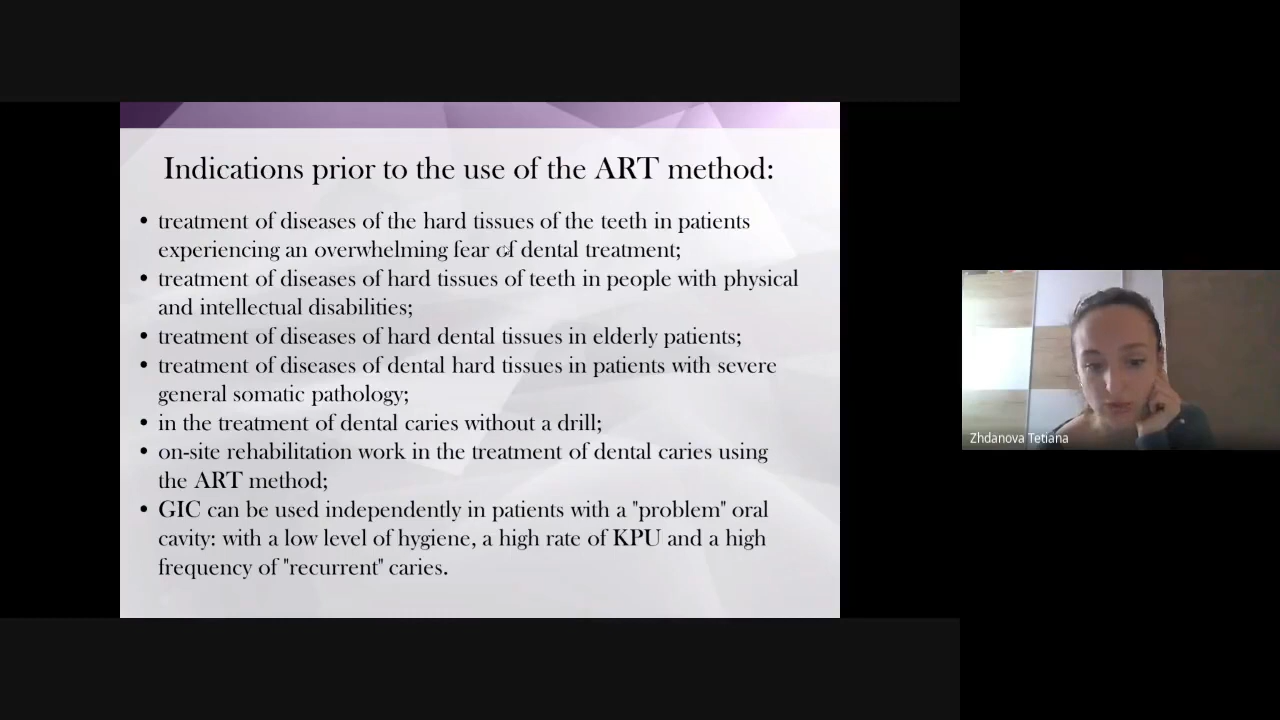 Indications prior to the use of the ART method:
• treatment of diseases of the hard tissues of the teeth in patients
experiencing an overwhelming fear of dental treatment;
• treatment of diseases of hard tissues of teeth in people with physical
and intellectual disabilities;
• treatment of diseases of hard dental tissues in elderly patients;
• treatment of diseases of dental hard tissues in patients with severe
general somatic pathology;
• in the treatment of dental caries without a drill;
• on-site rehabilitation work in the treatment of dental caries using
the ART method;
• GIC can be used independently in patients with a "problem" oral
cavity: with a low level of hygiene, a high rate of KPU and a high
frequency of "recurrent" caries.
Zhdanova Tetiana